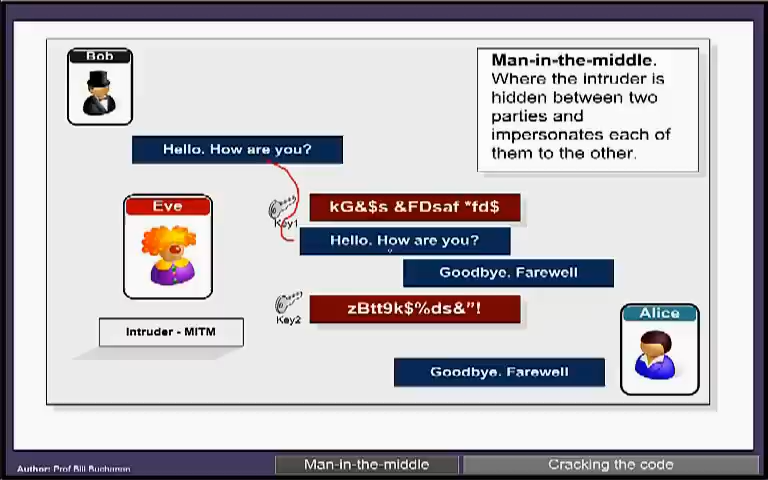 Bob
Man-in-the-middle.
Where the intruder is
hidden between two
parties and
impersonates each of
them to the other.
Hello. How are you?
Eve
kG&$s &FDsaf *fd$
Key1
Hello. How are you?
Goodbye. Farewell
zBtt9k$%ds&"!
Key2
Alice
Intruder - MITM
Goodbye. Farewell
Author: Prof Bill Buchanan
Man-in-the-middle
Cracking the code